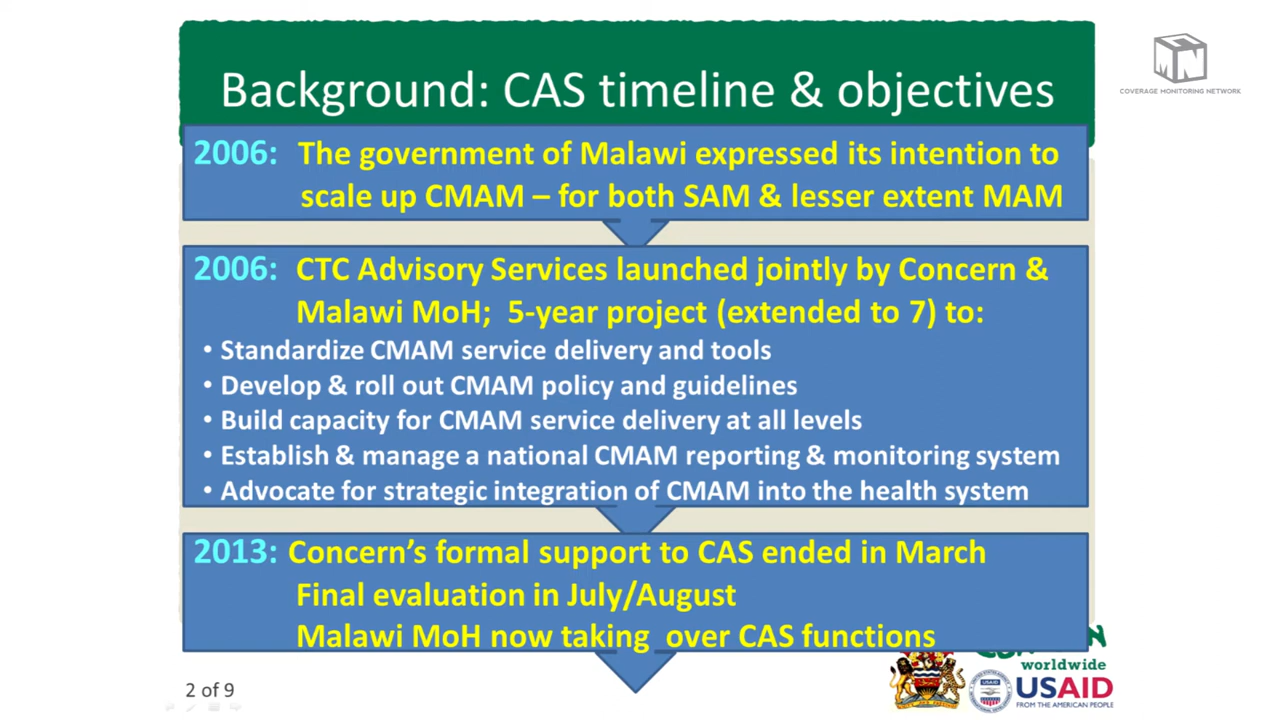 Background: CAS timeline & objectives
COVERAGE MONITORING NETWORK
2006: The government of Malawi expressed its intention to
scale up CMAM – for both SAM & lesser extent MAM
2006: CTC Advisory Services launched jointly by Concern &
Malawi MoH; 5-year project (extended to 7) to:
• Standardize CMAM service delivery and tools
• Develop & roll out CMAM policy and guidelines
• Build capacity for CMAM service delivery at all levels
• Establish & manage a national CMAM reporting & monitoring system
• Advocate for strategic integration of CMAM into the health system
2013: Concern's formal support to CAS ended in March
Final evaluation in July/August
Malawi MoH now taking over CAS functions
worldwide
USAID
FROM THE AMERICAN PEOPLE
2 of 9